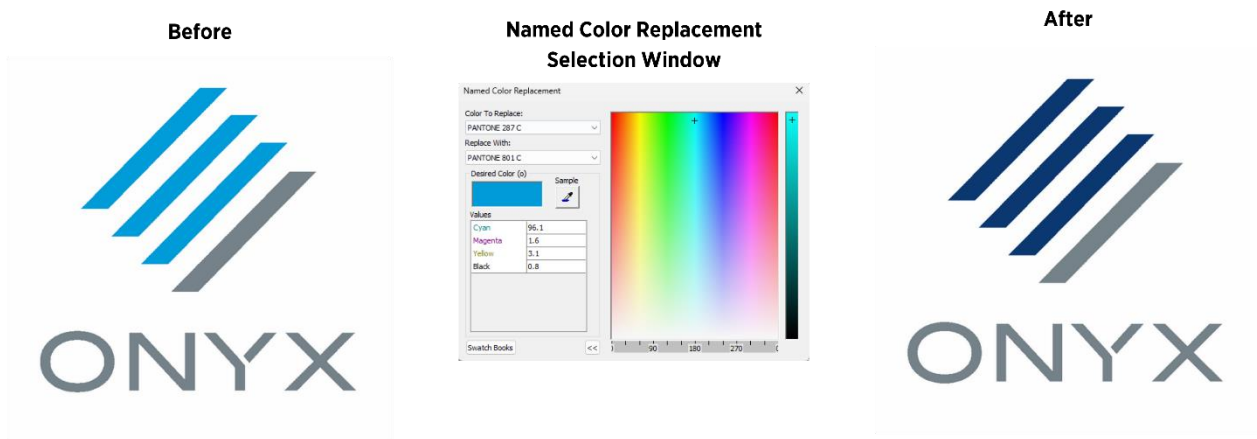 Before
ONYX
Named Color Replacement
Selection Window
Named Color Replacement
Color To Replace:
PANTONE 287 C
Replace With:
PANTONE 801 C
Desired Color (o)
Sample
Values
Cyan 96.1
Magenta 1.6
Yellow 3.1
Black 0.8
Swatch Books
<<
90 180 270
After
ONYX